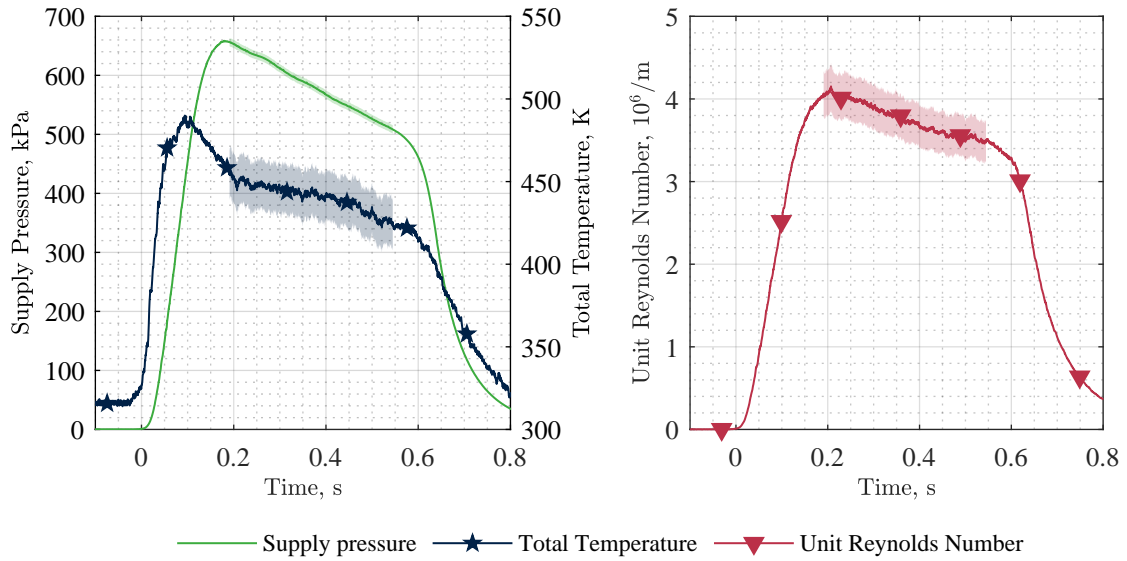 700
600
500
400
300
200
100
0
Supply Pressure, kPa
550
500
450
400
350
300
Total Temperature, K
0 0.2 0.4 0.6 0.8
Time, s
5
4
3
2
1
0
Unit Reynolds Number, 10⁶/m
0 0.2 0.4 0.6 0.8
Time, s
Supply pressure Total Temperature Unit Reynolds Number